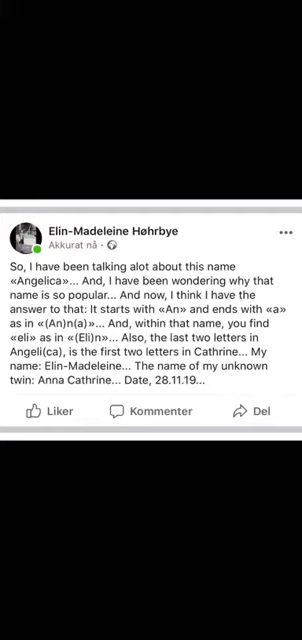 Elin-Madeleine Høhrbye
Akkurat nå ·
So, I have been talking alot about this name
«Angelica»... And, I have been wondering why that
name is so popular... And now, I think I have the
answer to that: It starts with «An» and ends with «a»
as in «(An)n(a)»... And, within that name, you find
«eli» as in «(Eli)n»... Also, the last two letters in
Angeli(ca), is the first two letters in Cathrine... My
name: Elin-Madeleine... The name of my unknown
twin: Anna Cathrine... Date, 28.11.19...
Liker Kommenter Del